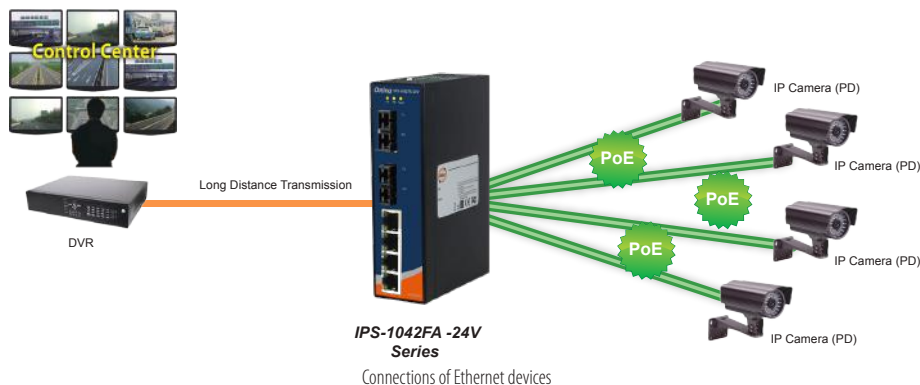 Control Center
IP Camera (PD)
IP Camera (PD)
PoE
Long Distance Transmission
PoE
DVR
PoE
IP Camera (PD)
IP Camera (PD)
IPS-1042FA -24V
Series
Connections of Ethernet devices